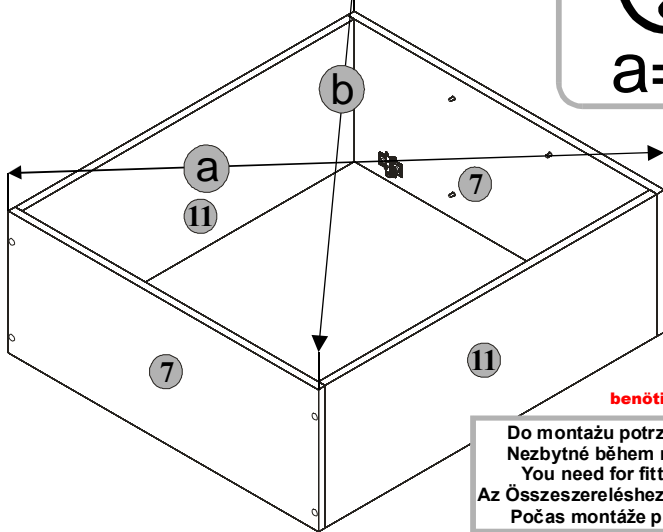 a=
b
a
7
11
7
11
benöti
Do montażu potrz
Nezbytné během
You need for fitt
Az Összeszereléshez
Počas montáže p